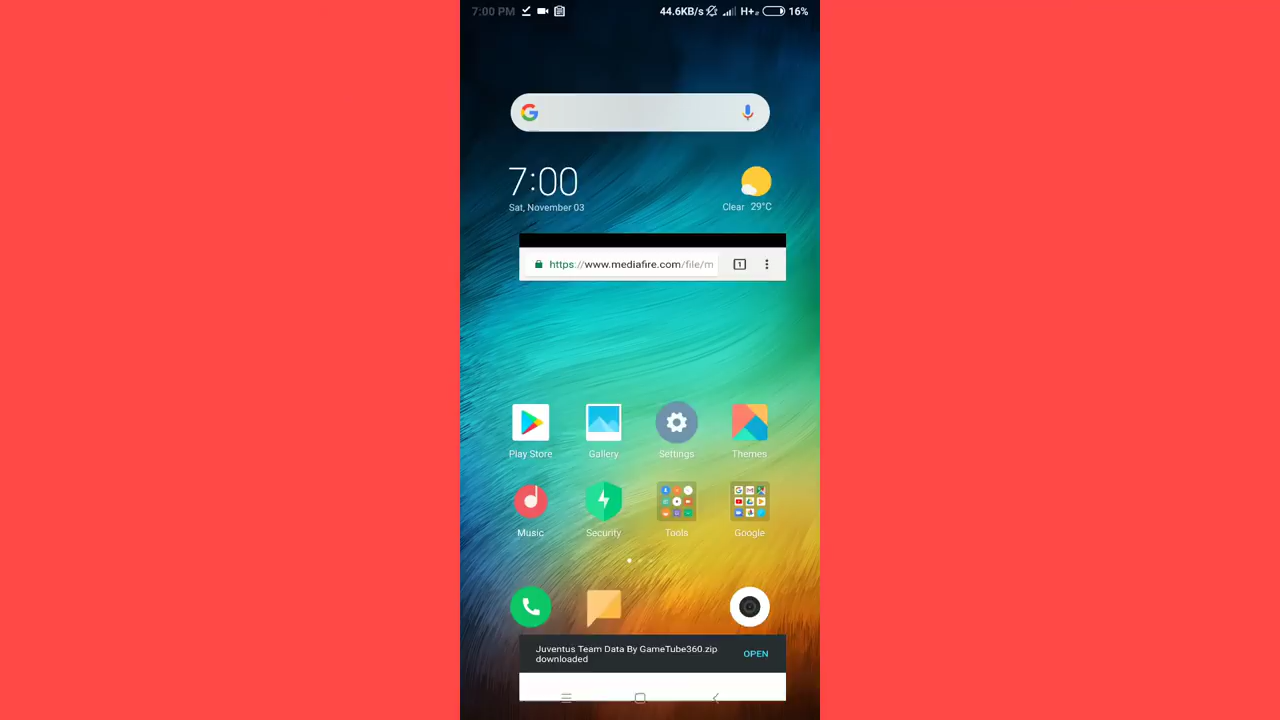 7:00 PM 44.6KB/s H+ 16%
7:00
Sat, November 03
Clear 29°C
https://www.mediafire.com/file/m 1
Play Store Gallery Settings Themes
Music Security Tools Google
Juventus Team Data By GameTube360.zip
downloaded
OPEN